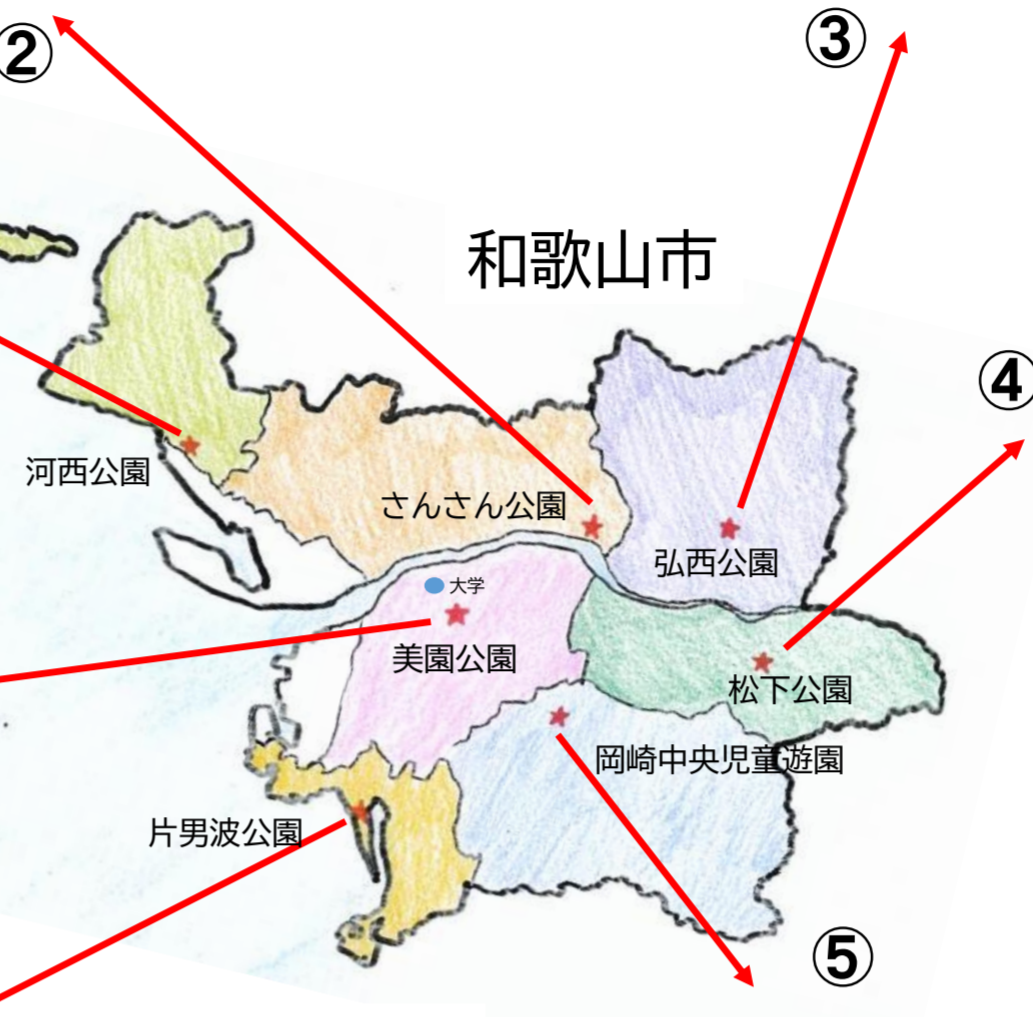 ②
③
和歌山市
④
河西公園
さんさん公園
弘西公園
大学
美園公園
松下公園
岡崎中央児童遊園
片男波公園
⑤